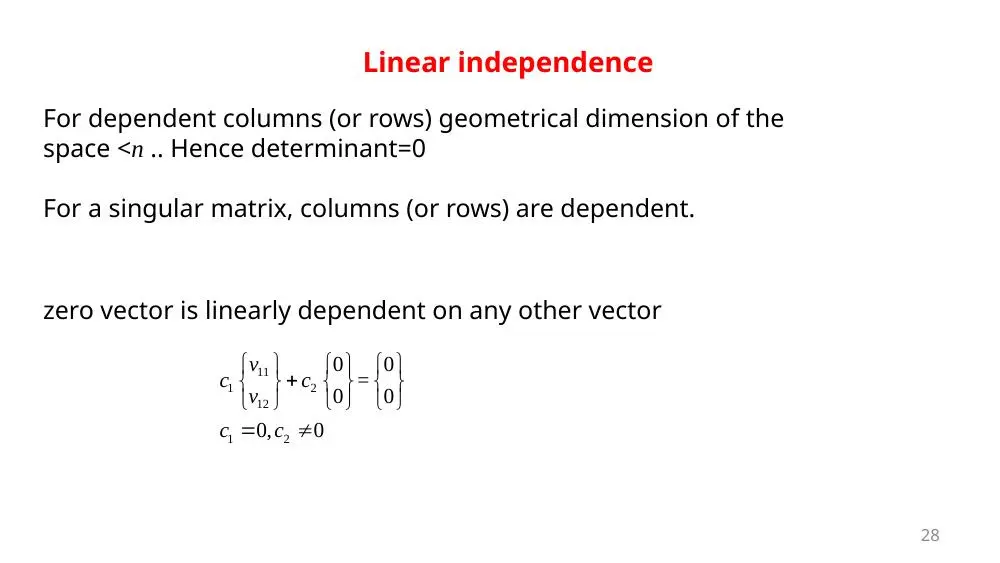 Linear independence
For dependent columns (or rows) geometrical dimension of the
space <n .. Hence determinant=0
For a singular matrix, columns (or rows) are dependent.
zero vector is linearly dependent on any other vector
c₁ {v₁₁ v₁₂} + c₂ {0 0} = {0 0}
c₁ =0, c₂ ≠0
28